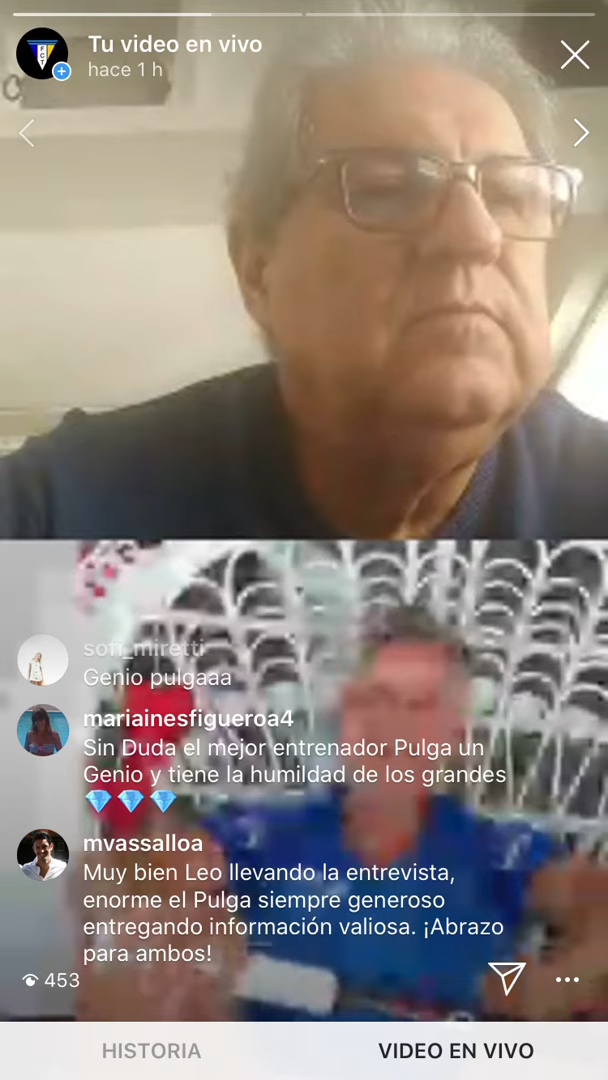 Tu video en vivo
hace 1 h
sofi_miretti
Genio pulgaaa
mariainesfigueroa4
Sin Duda el mejor entrenador Pulga un
Genio y tiene la humildad de los grandes
💎💎💎
mvassalloa
Muy bien Leo llevando la entrevista,
enorme el Pulga siempre generoso
entregando información valiosa. ¡Abrazo
para ambos!
453
HISTORIA
VIDEO EN VIVO